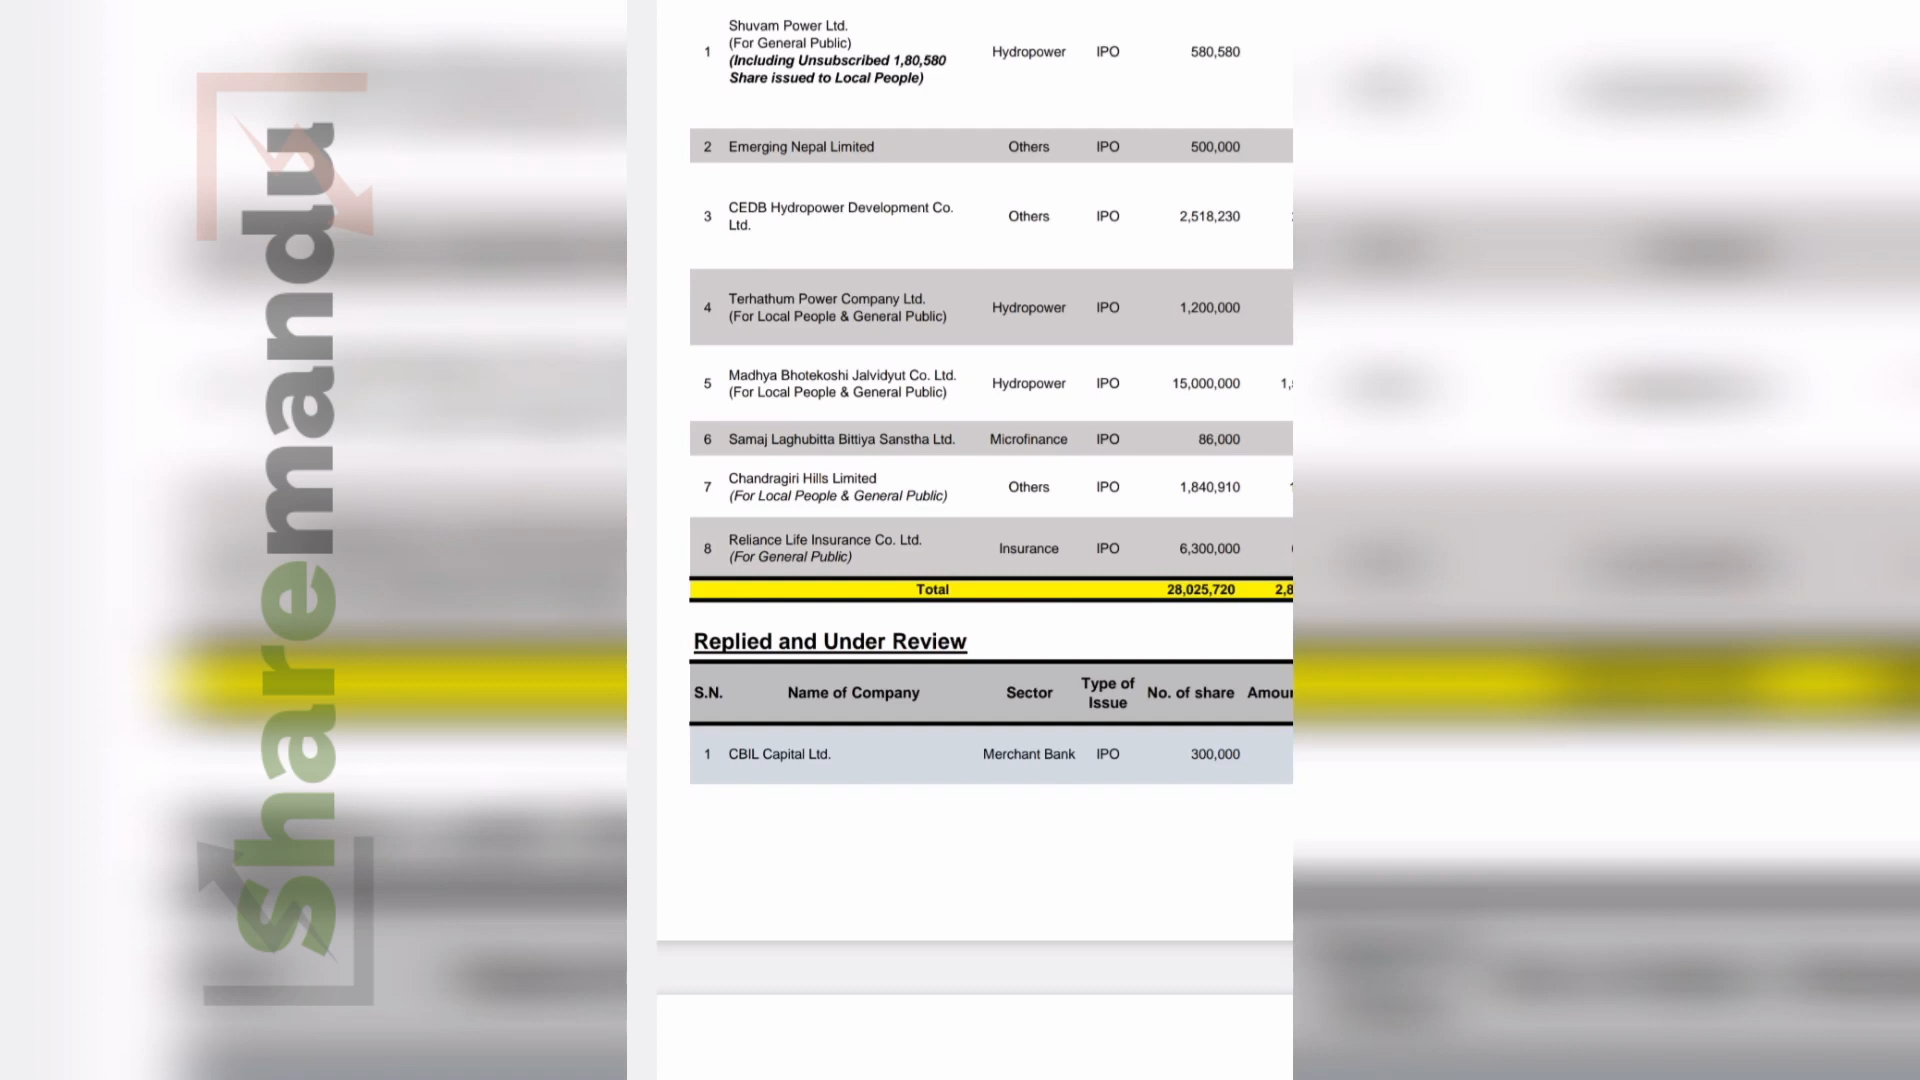 Sharemandu
Shuvam Power Ltd.
(For General Public)
1 (Including Unsubscribed 1,80,580 Hydropower IPO 580,580
Share issued to Local People)
2 Emerging Nepal Limited Others IPO 500,000
CEDB Hydropower Development Co.
3 Others IPO 2,518,230
Ltd.
Terhathum Power Company Ltd.
4 Hydropower IPO 1,200,000
(For Local People & General Public)
Madhya Bhotekoshi Jalvidyut Co. Ltd.
5 Hydropower IPO 15,000,000 1,
(For Local People & General Public)
6 Samaj Laghubitta Bittiya Sanstha Ltd. Microfinance IPO 86,000
Chandragiri Hills Limited
7 Others IPO 1,840,910
(For Local People & General Public)
Reliance Life Insurance Co. Ltd.
8 Insurance IPO 6,300,000
(For General Public)
Total 28,025,720 2,8
Replied and Under Review
S.N. Name of Company Sector Type of Issue No. of share Amoun
1 CBIL Capital Ltd. Merchant Bank IPO 300,000